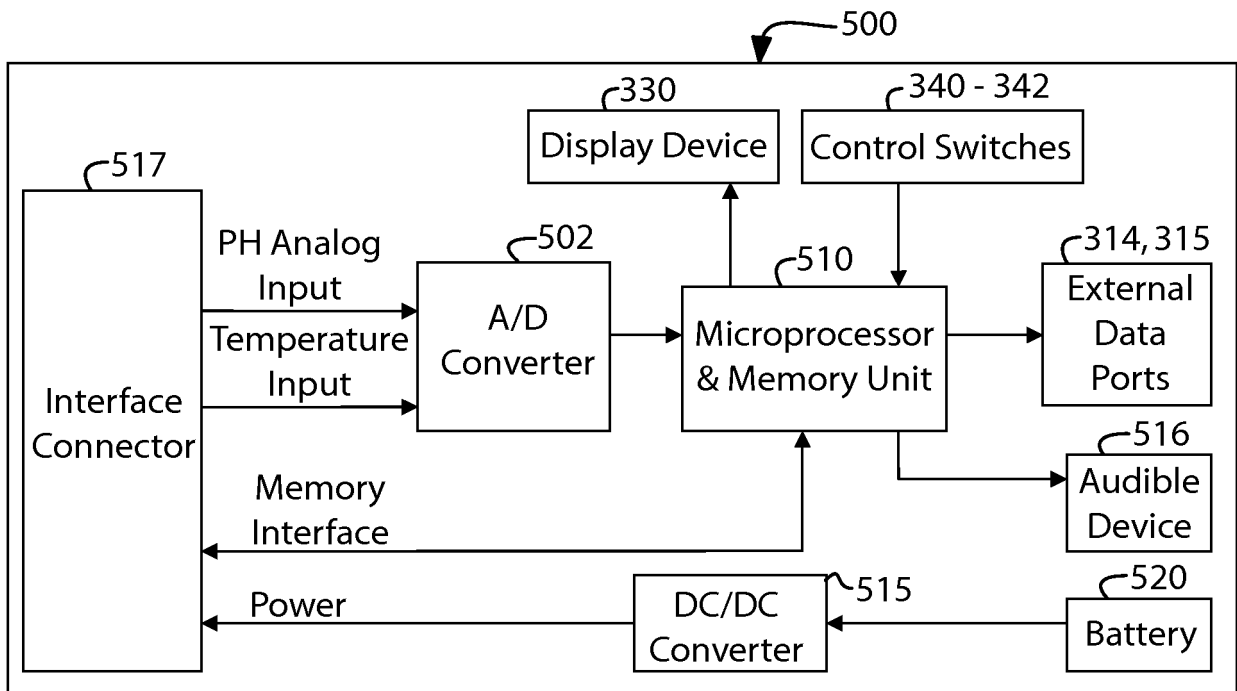 500
330
Display Device
340 - 342
Control Switches
517
Interface
Connector
PH Analog
Input
Temperature
Input
502
A/D
Converter
510
Microprocessor
& Memory Unit
314, 315
External
Data
Ports
516
Audible
Device
Memory
Interface
Power
515
DC/DC
Converter
520
Battery